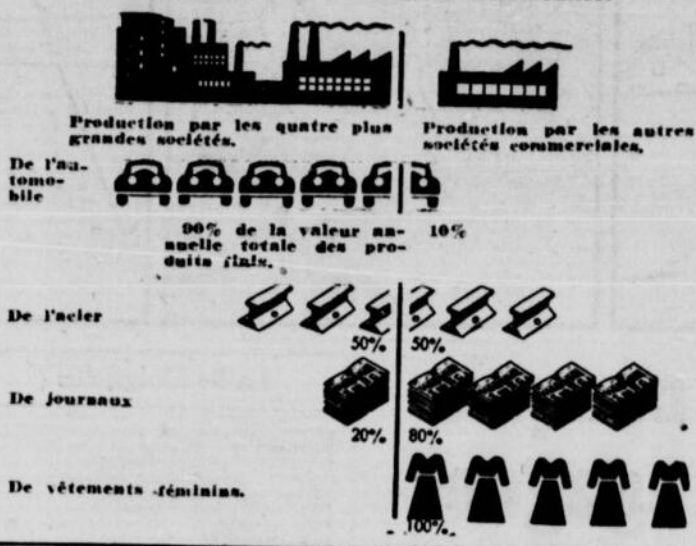 Production par les quatre plus
grandes sociétés.
Production par les autres
sociétés commerciales.
De l'au-
tomo-
bile
90% de la valeur an-
nuelle totale des pro-
duits finis.
10%
De l'acier
50% 50%
De journaux
20% 80%
De vêtements féminins.
100%